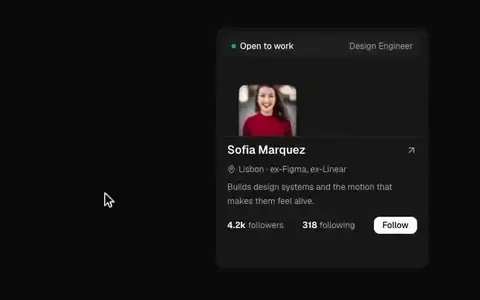 Open to work
Design Engineer
Sofia Marquez
Lisbon · ex-Figma, ex-Linear
Builds design systems and the motion that
makes them feel alive.
4.2k followers
318 following
Follow